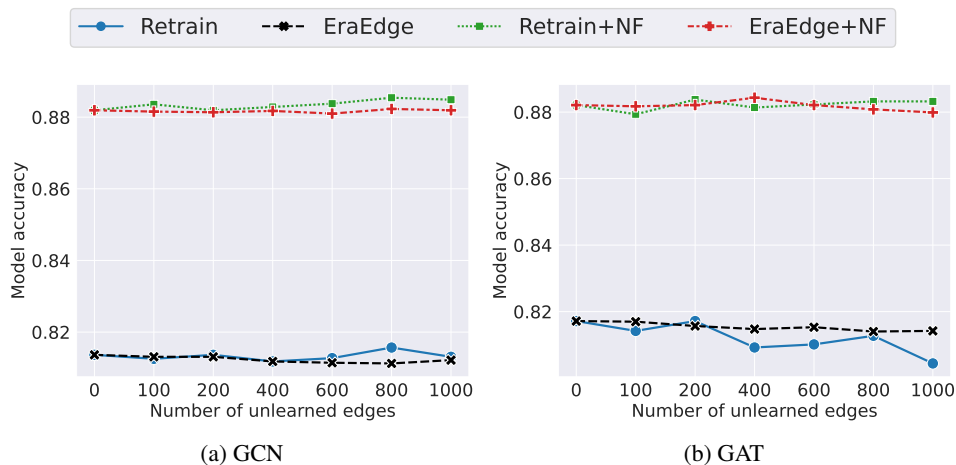 Retrain EraEdge Retrain+NF EraEdge+NF
Model accuracy
0.88
0.86
0.84
0.82
0 100 200 400 600 800 1000
Number of unlearned edges
(a) GCN
Model accuracy
0.88
0.86
0.84
0.82
0 100 200 400 600 800 1000
Number of unlearned edges
(b) GAT